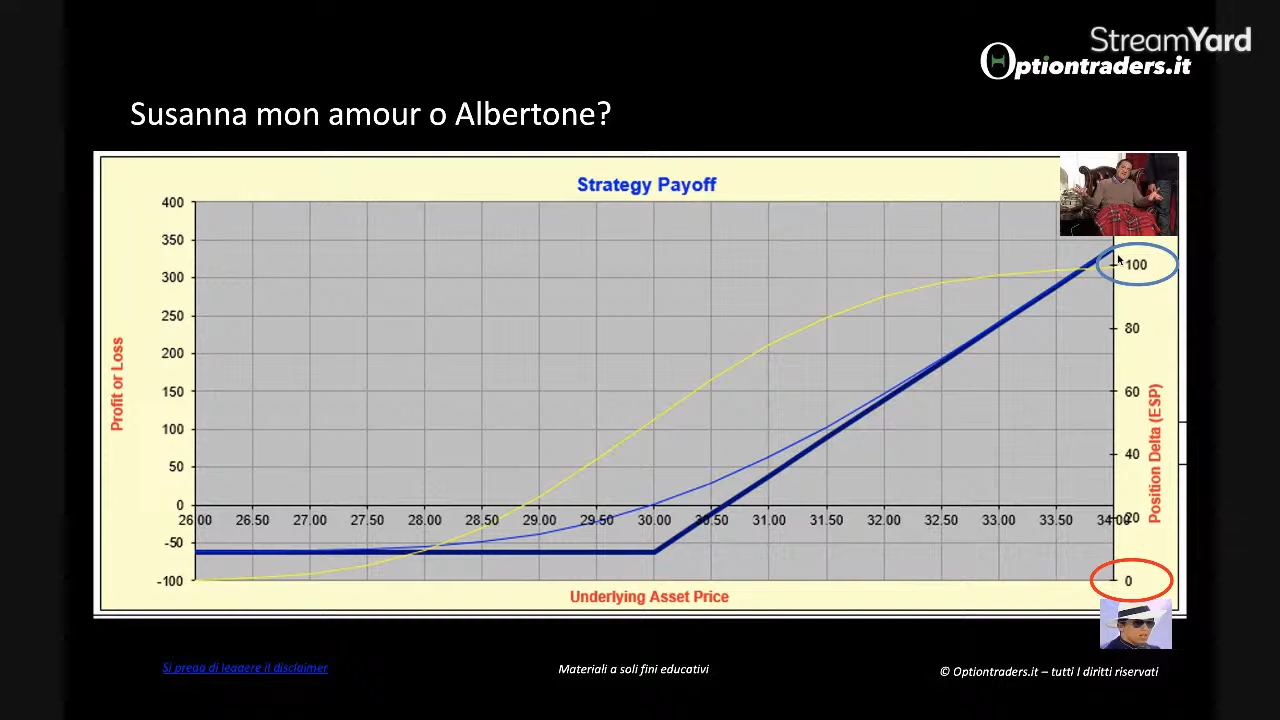 StreamYard
Optiontraders.it
Susanna mon amour o Albertone?
Strategy Payoff
400
350
300
250
200
150
100
50
0
-50
-100
Profit or Loss
26.00 26.50 27.00 27.50 28.00 28.50 29.00 29.50 30.00 30.50 31.00 31.50 32.00 32.50 33.00 33.50 34.00
100
80
60
40
20
0
Position Delta (ESP)
Underlying Asset Price
Si prega di leggere il disclaimer
Materiali a soli fini educativi
© Optiontraders.it – tutti I diritti riservati